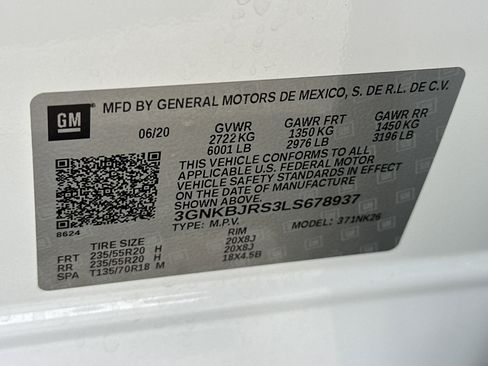 GM
MFD BY GENERAL MOTORS DE MEXICO, S. DE R.L. DE C.V.
06/20 GVWR GAWR FRT GAWR RR
2722 KG 1350 KG 1450 KG
6001 LB 2976 LB 3196 LB
THIS VEHICLE CONFORMS TO ALL
APPLICABLE U.S. FEDERAL MOTOR
VEHICLE SAFETY STANDARDS IN EFFECT
ON THE DATE OF MANUFACTURE
SHOWN ABOVE.
3GNKBJRS3LS678937
8624 TYPE: M.P.V. MODEL: 371NK26
TIRE SIZE RIM
FRT 235/55R20 H 20X8J
RR 235/55R20 H 20X8J
SPA T135/70R18 M 18X4.5B